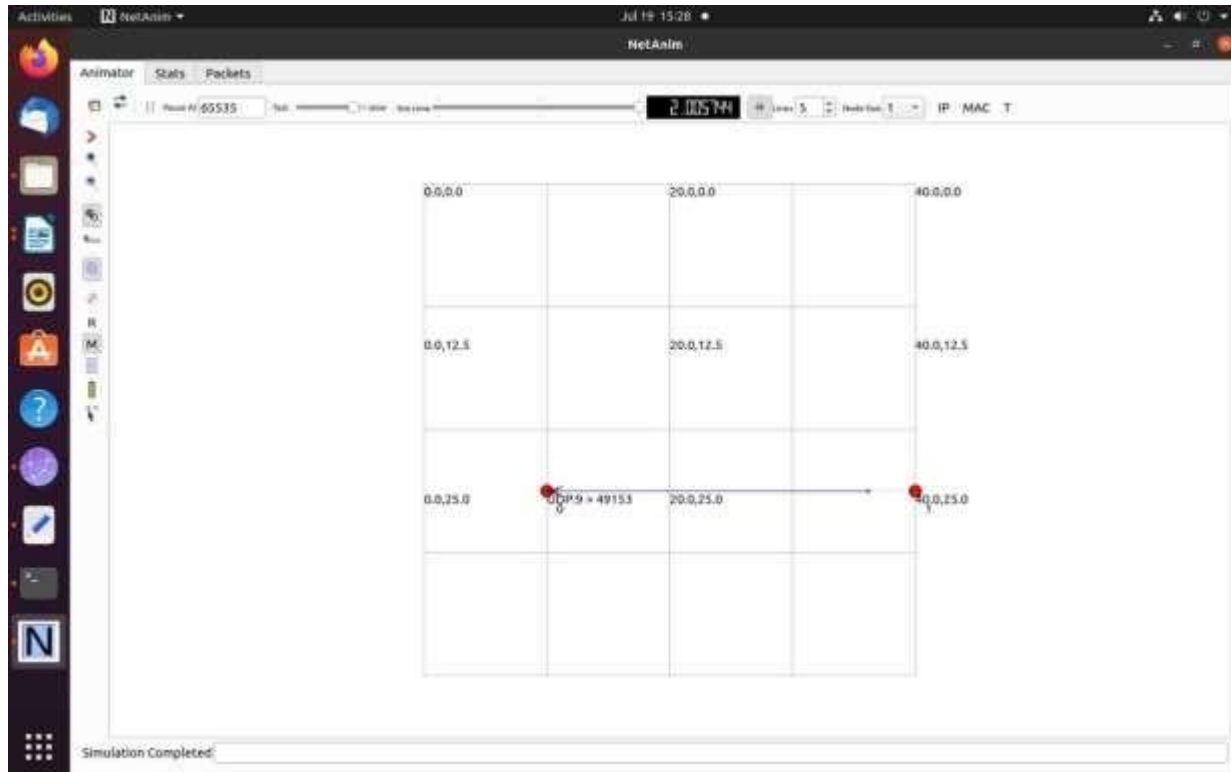 Activities NetAnim Jul 19 15:28
NetAnim
Animator Stats Packets
65535 2.005744 Lines 5 1 IP MAC T
R
M
0.0,0.0 20.0,0.0 40.0,0.0
0.0,12.5 20.0,12.5 40.0,12.5
0.0,25.0 UDP:9 > 49153 20.0,25.0 40.0,25.0
0 1
N
Simulation Completed